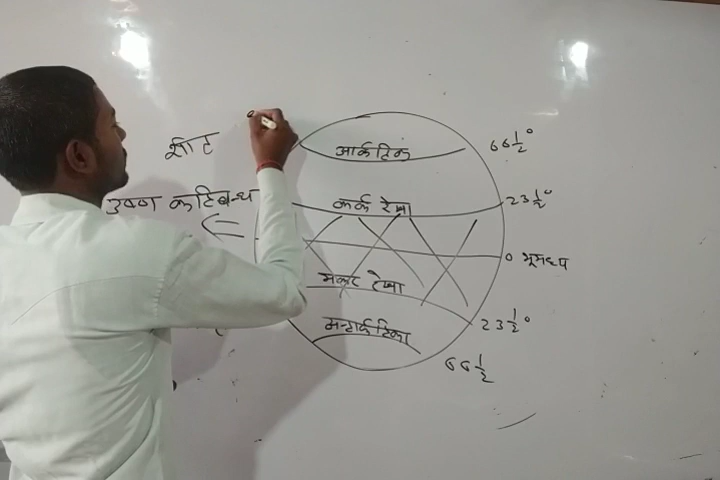 शीट
आर्कटिक
66 1/2°
उष्ण कटिबन्ध
कर्क रेखा
23 1/2°
0 भूमध्य
मकर रेखा
23 1/2°
अन्टार्कटिका
66 1/2